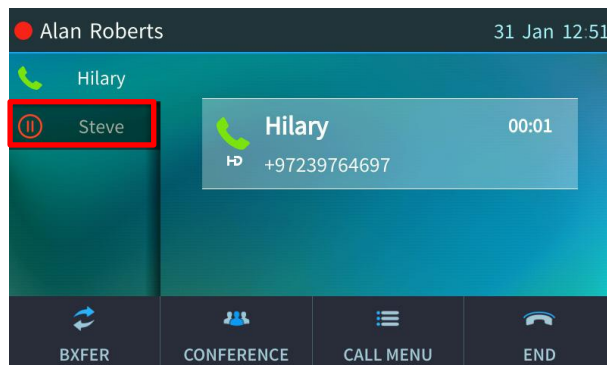 Alan Roberts 31 Jan 12:51
Hilary
Steve
Hilary 00:01
HD +97239764697
BXFER CONFERENCE CALL MENU END